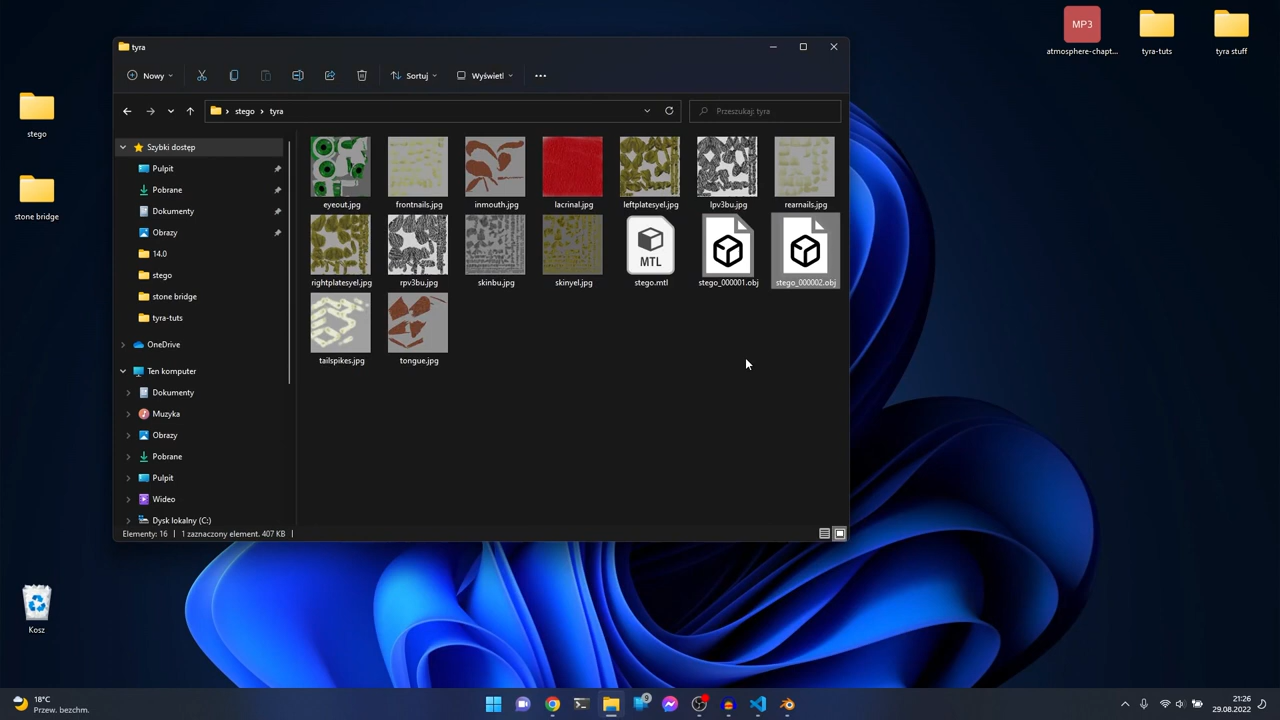 MP3
atmosphere-chapt...
tyra-tuts
tyra stuff
stego
stone bridge
Kosz
tyra
Nowy
Sortuj
Wyświetl
stego
tyra
Przeszukaj: tyra
Szybki dostęp
Pulpit
Pobrane
Dokumenty
Obrazy
14.0
stego
stone bridge
tyra-tuts
OneDrive
Ten komputer
Dokumenty
Muzyka
Obrazy
Pobrane
Pulpit
Wideo
Dysk lokalny (C:)
eyeout.jpg
frontnails.jpg
inmouth.jpg
lacrinal.jpg
leftplatesyel.jpg
lpv3bu.jpg
rearnails.jpg
rightplatesyel.jpg
rpv3bu.jpg
skinbu.jpg
skinyel.jpg
MTL
stego.mtl
stego_000001.obj
stego_000002.obj
tailspikes.jpg
tongue.jpg
Elementy: 16
1 zaznaczony element. 407 KB
18°C
Przew. bezchm.
9
21:26
29.08.2022